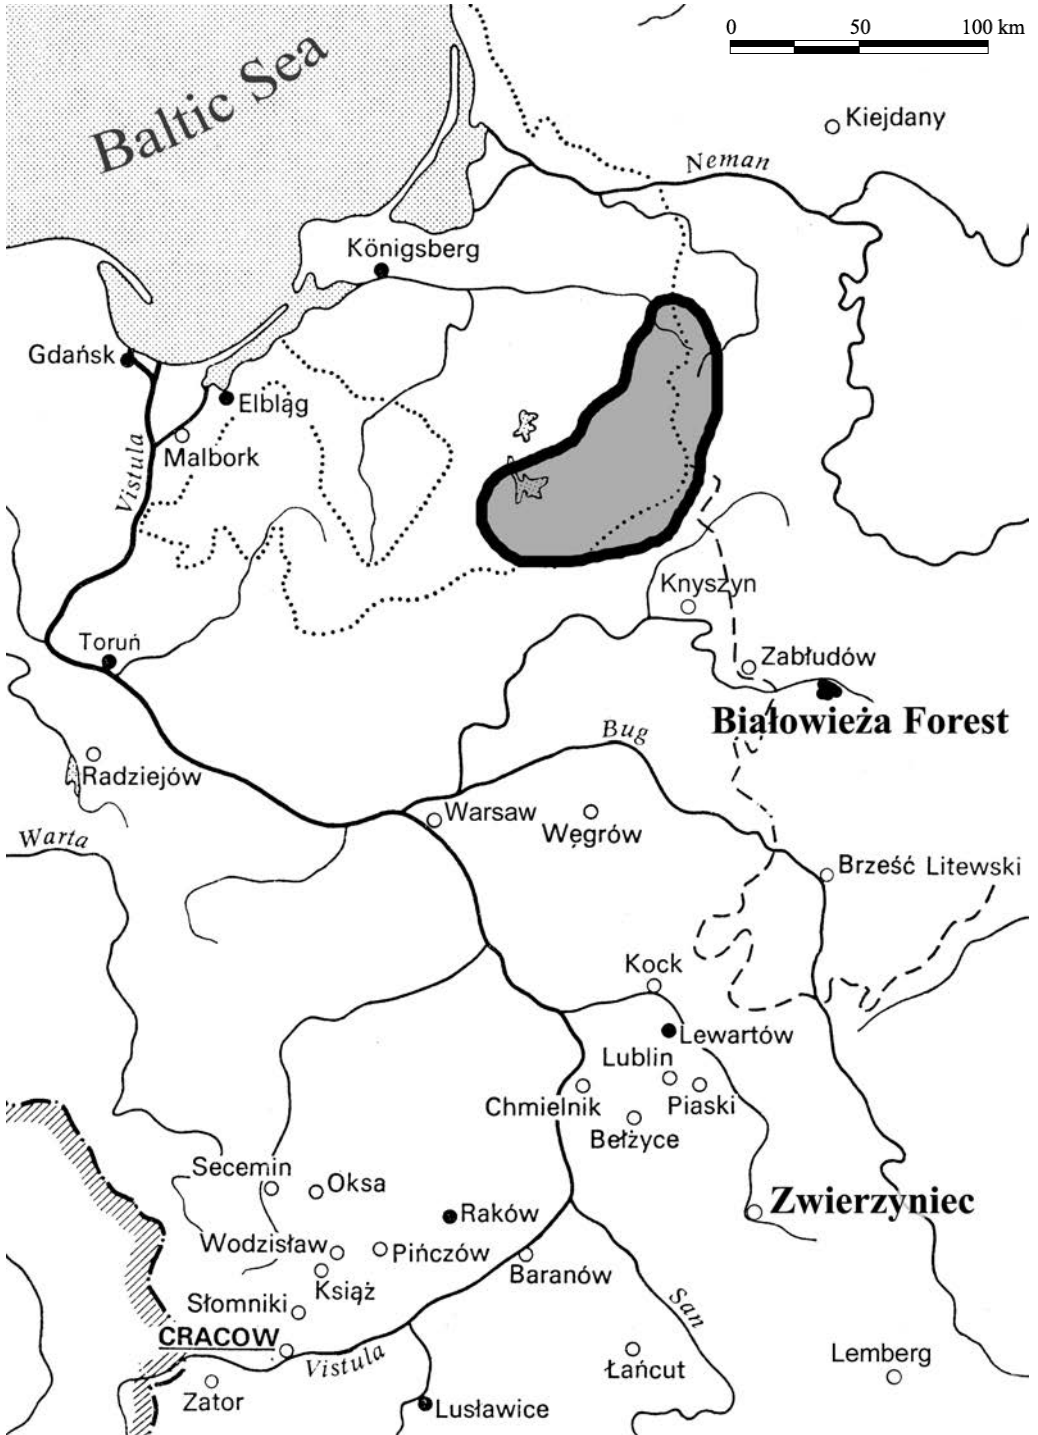 0 50 100 km
Baltic Sea
Kiejdany
Neman
Königsberg
Gdańsk
Elbląg
Malbork
Vistula
Knyszyn
Toruń
Zabłudów
Białowieża Forest
Bug
Radziejów
Warsaw
Węgrów
Warta
Brześć Litewski
Kock
Lewartów
Lublin
Chmielnik
Piaski
Bełżyce
Secemin
Oksa
Zwierzyniec
Raków
Wodzisław
Pińczów
Baranów
Książ
Słomniki
San
CRACOW
Vistula
Łańcut
Lemberg
Zator
Lusławice